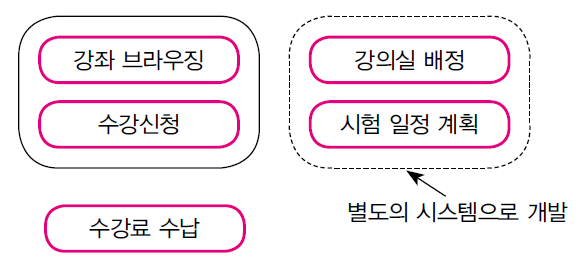 강좌 브라우징
수강신청
강의실 배정
시험 일정 계획
별도의 시스템으로 개발
수강료 수납